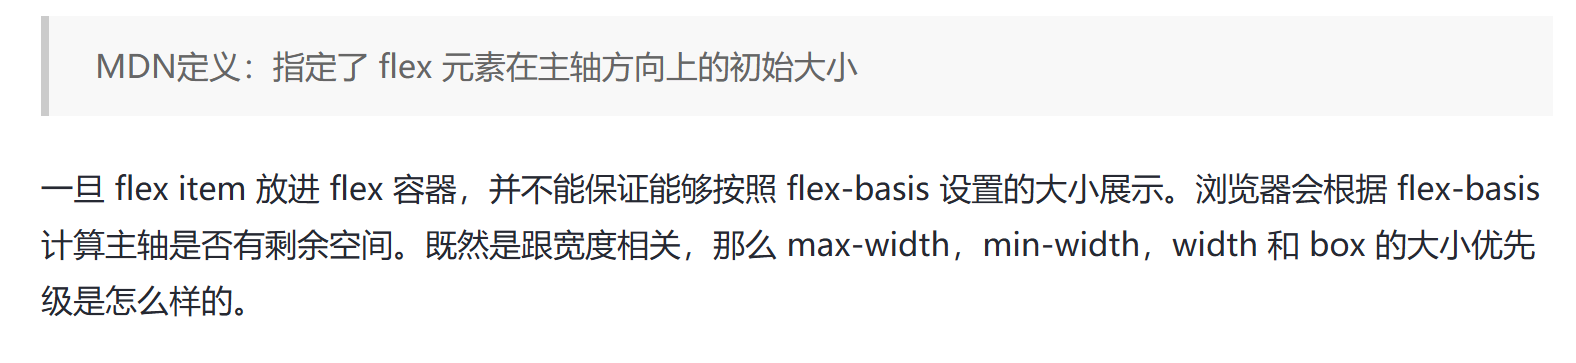 MDN定义：指定了 flex 元素在主轴方向上的初始大小
一旦 flex item 放进 flex 容器，并不能保证能够按照 flex-basis 设置的大小展示。浏览器会根据 flex-basis
计算主轴是否有剩余空间。既然是跟宽度相关，那么 max-width，min-width，width 和 box 的大小优先
级是怎么样的。